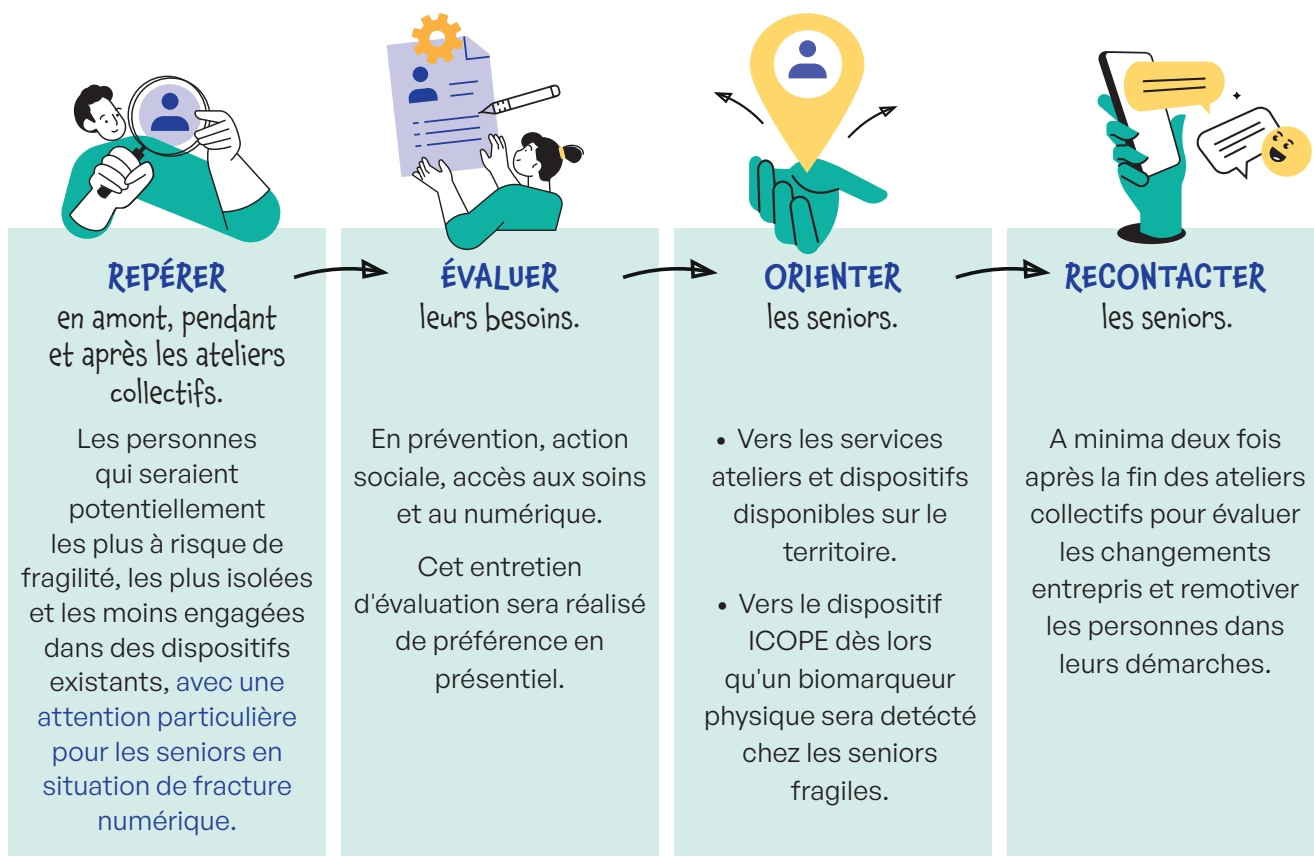 REPÉRER
en amont, pendant
et après les ateliers
collectifs.
Les personnes
qui seraient
potentiellement
les plus à risque de
fragilité, les plus isolées
et les moins engagées
dans des dispositifs
existants, avec une
attention particulière
pour les seniors en
situation de fracture
numérique.
ÉVALUER
leurs besoins.
En prévention, action
sociale, accès aux soins
et au numérique.
Cet entretien
d'évaluation sera réalisé
de préférence en
présentiel.
ORIENTER
les seniors.
• Vers les services
ateliers et dispositifs
disponibles sur le
territoire.
• Vers le dispositif
ICOPE dès lors
qu'un biomarqueur
physique sera detécté
chez les seniors
fragiles.
RECONTACTER
les seniors.
A minima deux fois
après la fin des ateliers
collectifs pour évaluer
les changements
entrepris et remotiver
les personnes dans
leurs démarches.